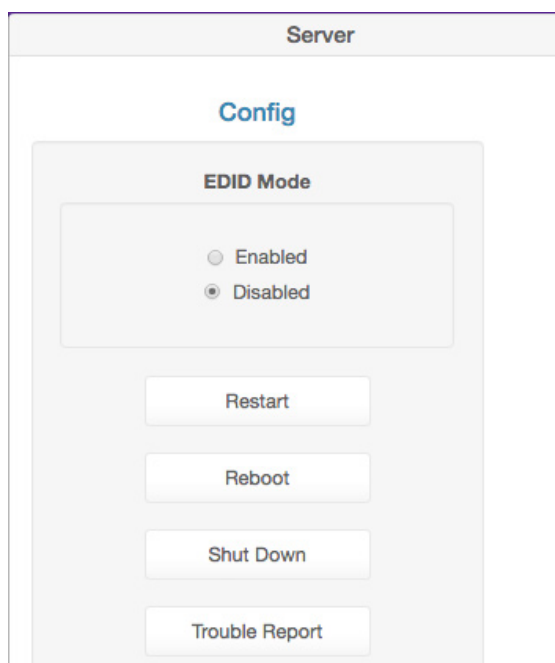 Server
Config
EDID Mode
Enabled
Disabled
Restart
Reboot
Shut Down
Trouble Report